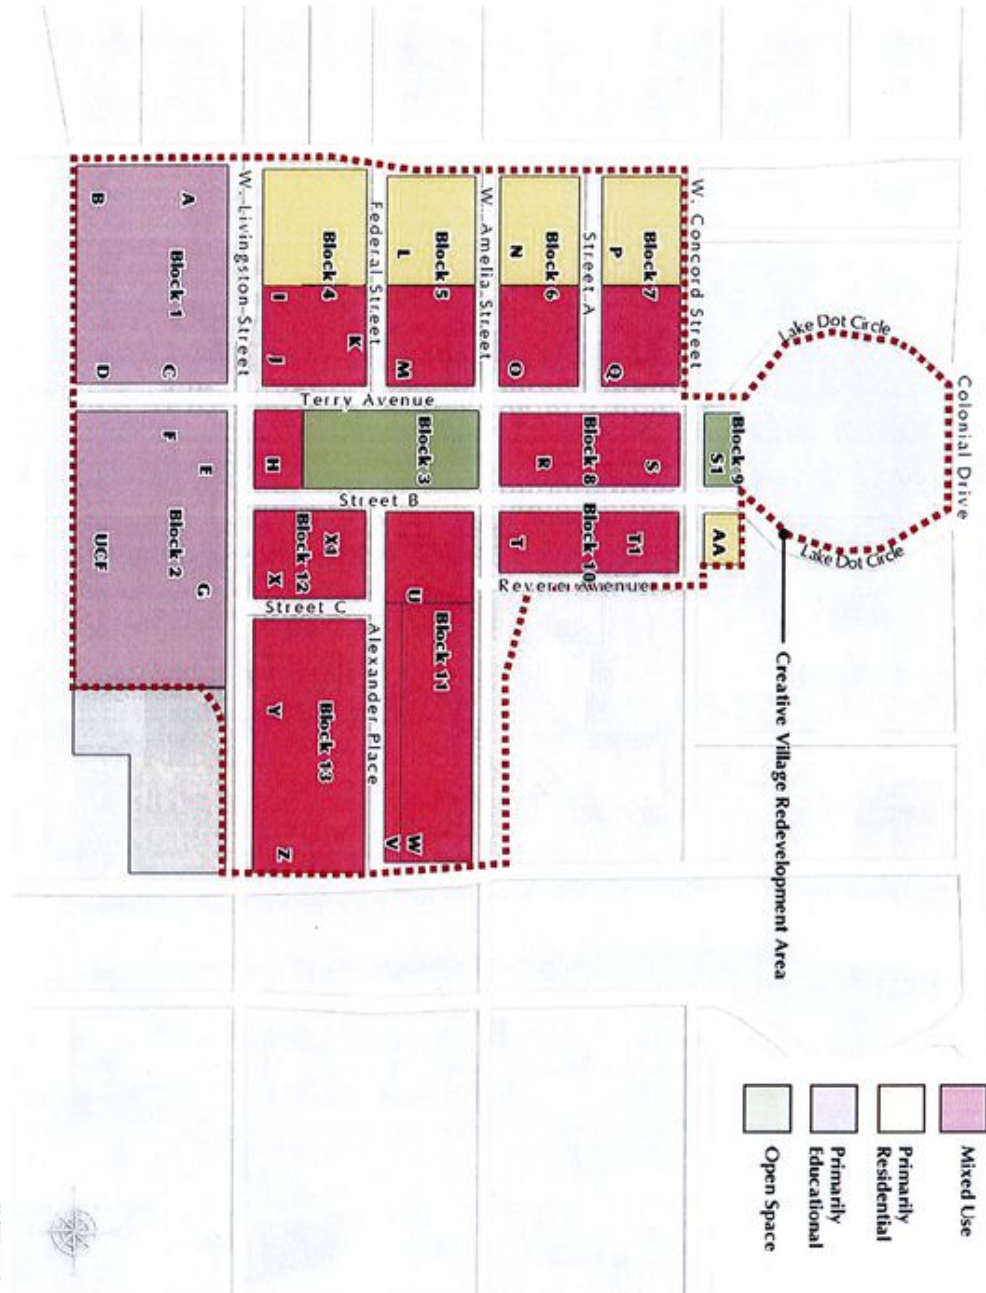 Colonial Drive
Lake Dot Circle
Lake Dot Circle
W. Concord Street
Street A
W. Amelia Street
Federal Street
W. Livingston Street
Terry Avenue
Street B
Revere Avenue
Street C
Alexander Place
Block 7
P
Q
Block 6
N
O
Block 5
L
M
Block 4
I
J
K
Block 1
A
B
C
D
Block 9
S1
AA
Block 8
S
R
Block 10
T1
T
Block 3
H
Block 12
X1
X
Block 11
U
V
W
Block 13
Y
Z
Block 2
E
F
G
UCF
Creative Village Redevelopment Area
Mixed Use
Primarily
Residential
Primarily
Educational
Open Space